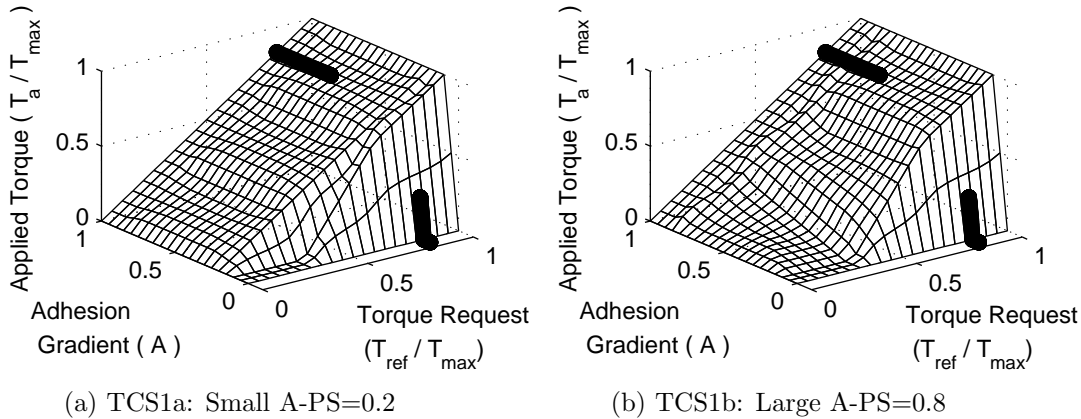 Applied Torque ( T_a / T_max )
1
0.5
0
1
0.5
0
0
0.5
1
Adhesion
Gradient ( A )
Torque Request
(T_ref / T_max)
(a) TCS1a: Small A-PS=0.2
Applied Torque ( T_a / T_max )
1
0.5
0
1
0.5
0
0
0.5
1
Adhesion
Gradient ( A )
Torque Request
(T_ref / T_max)
(b) TCS1b: Large A-PS=0.8